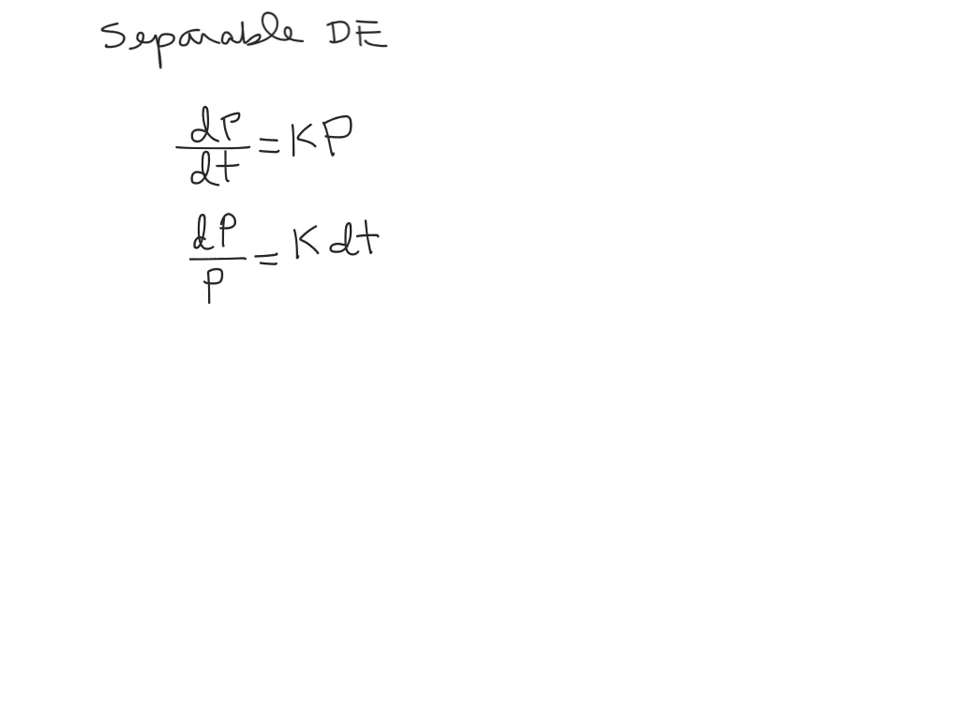 Separable DE
dP/dt = KP
dP/P = K dt